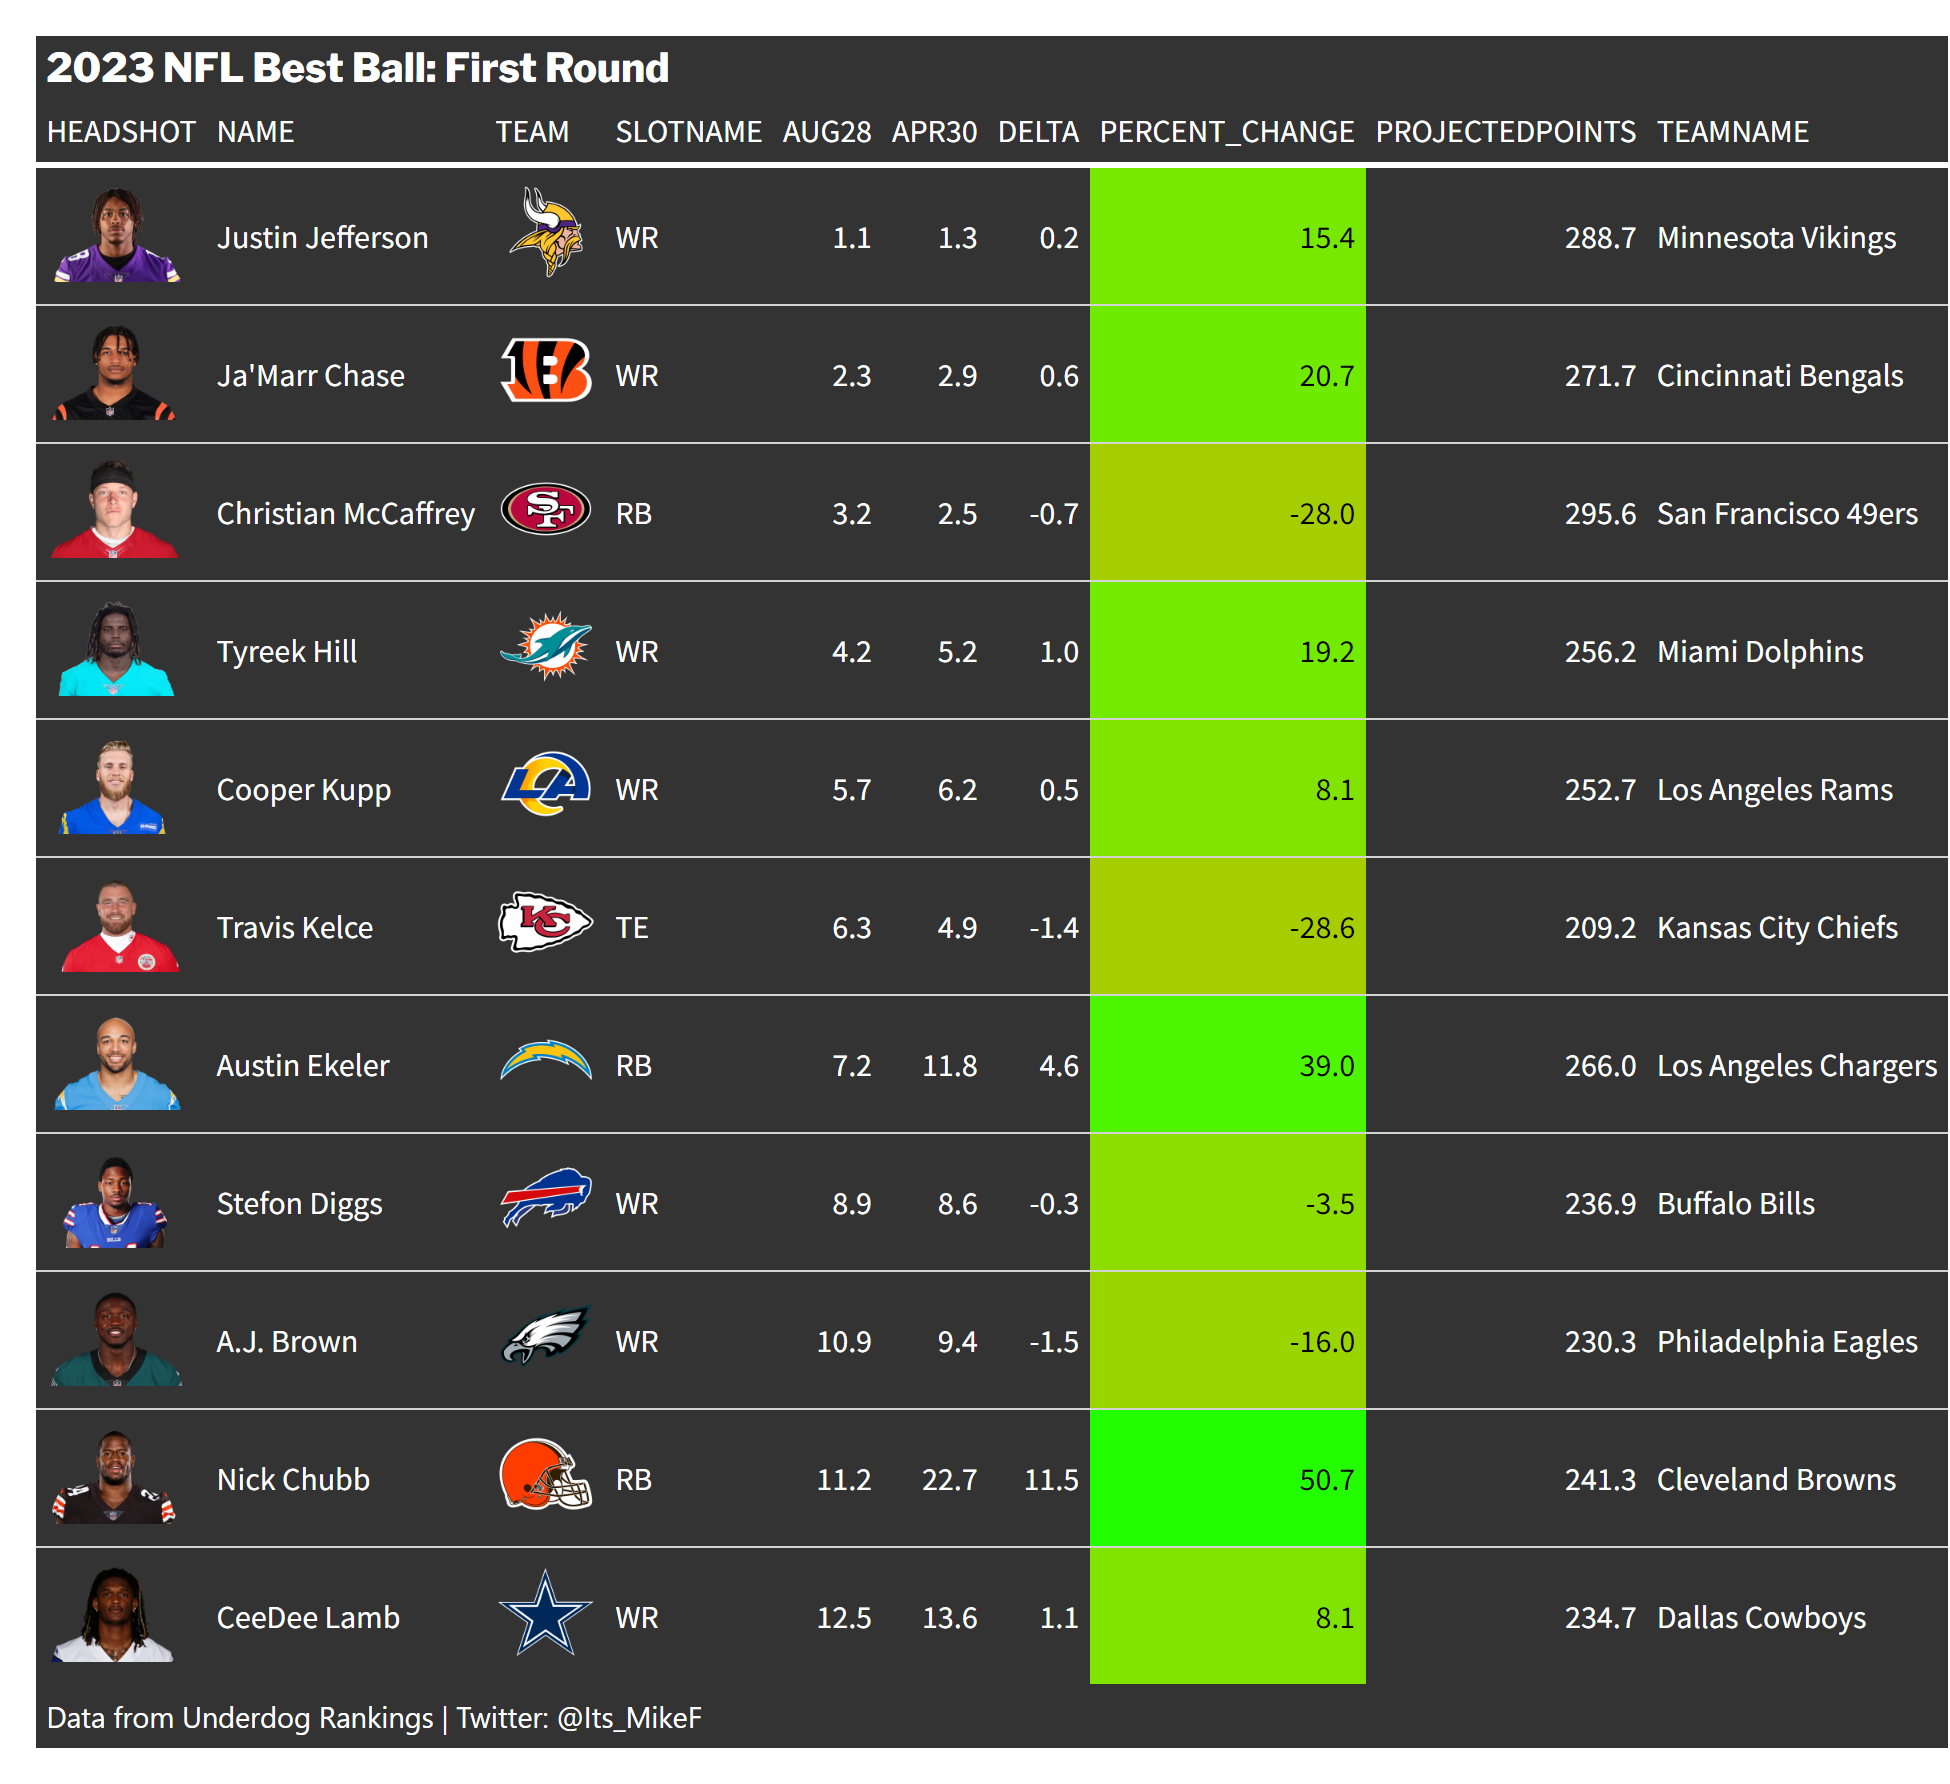 2023 NFL Best Ball: First Round
HEADSHOT NAME TEAM SLOTNAME AUG28 APR30 DELTA PERCENT_CHANGE PROJECTEDPOINTS TEAMNAME
Justin Jefferson WR 1.1 1.3 0.2 15.4 288.7 Minnesota Vikings
Ja'Marr Chase WR 2.3 2.9 0.6 20.7 271.7 Cincinnati Bengals
Christian McCaffrey RB 3.2 2.5 -0.7 -28.0 295.6 San Francisco 49ers
Tyreek Hill WR 4.2 5.2 1.0 19.2 256.2 Miami Dolphins
Cooper Kupp WR 5.7 6.2 0.5 8.1 252.7 Los Angeles Rams
Travis Kelce TE 6.3 4.9 -1.4 -28.6 209.2 Kansas City Chiefs
Austin Ekeler RB 7.2 11.8 4.6 39.0 266.0 Los Angeles Chargers
Stefon Diggs WR 8.9 8.6 -0.3 -3.5 236.9 Buffalo Bills
A.J. Brown WR 10.9 9.4 -1.5 -16.0 230.3 Philadelphia Eagles
Nick Chubb RB 11.2 22.7 11.5 50.7 241.3 Cleveland Browns
CeeDee Lamb WR 12.5 13.6 1.1 8.1 234.7 Dallas Cowboys
Data from Underdog Rankings | Twitter: @Its_MikeF